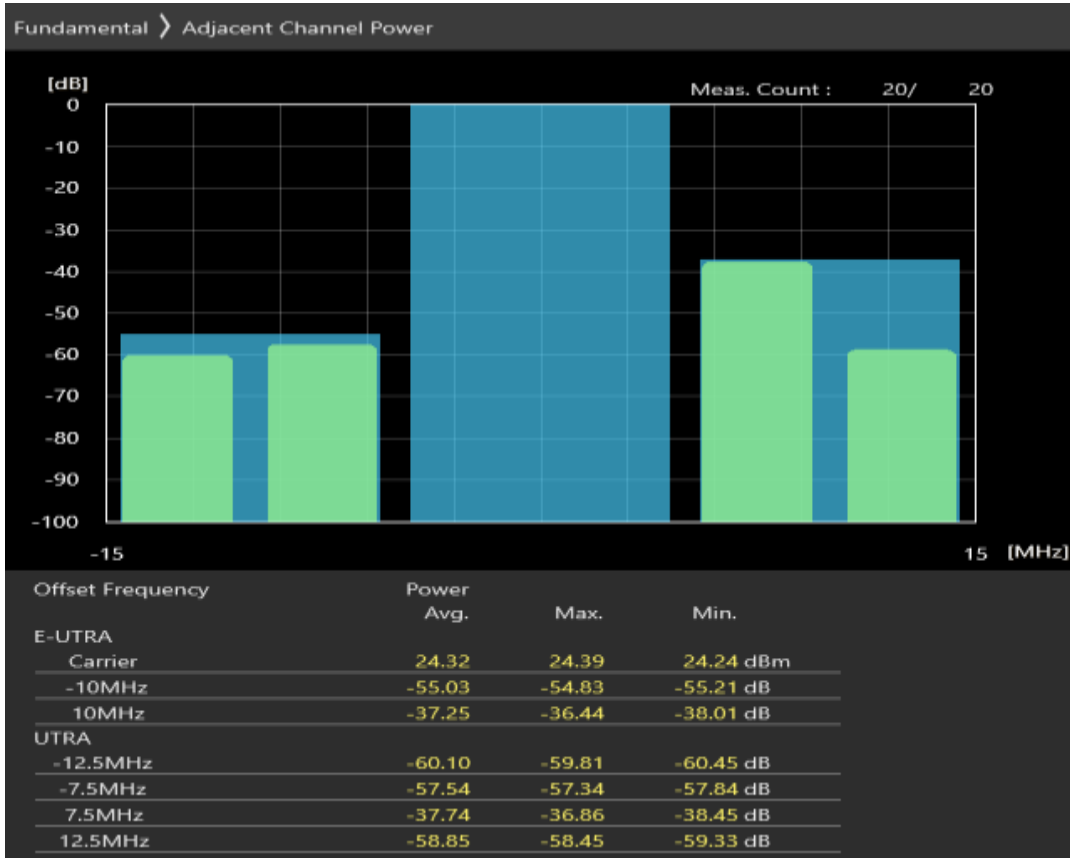 Fundamental 》 Adjacent Channel Power
[dB]
Meas. Count : 20/ 20
0
-10
-20
-30
-40
-50
-60
-70
-80
-90
-100
-15 15 [MHz]
Offset Frequency Power
Avg. Max. Min.
E-UTRA
Carrier 24.32 24.39 24.24 dBm
-10MHz -55.03 -54.83 -55.21 dB
10MHz -37.25 -36.44 -38.01 dB
UTRA
-12.5MHz -60.10 -59.81 -60.45 dB
-7.5MHz -57.54 -57.34 -57.84 dB
7.5MHz -37.74 -36.86 -38.45 dB
12.5MHz -58.85 -58.45 -59.33 dB